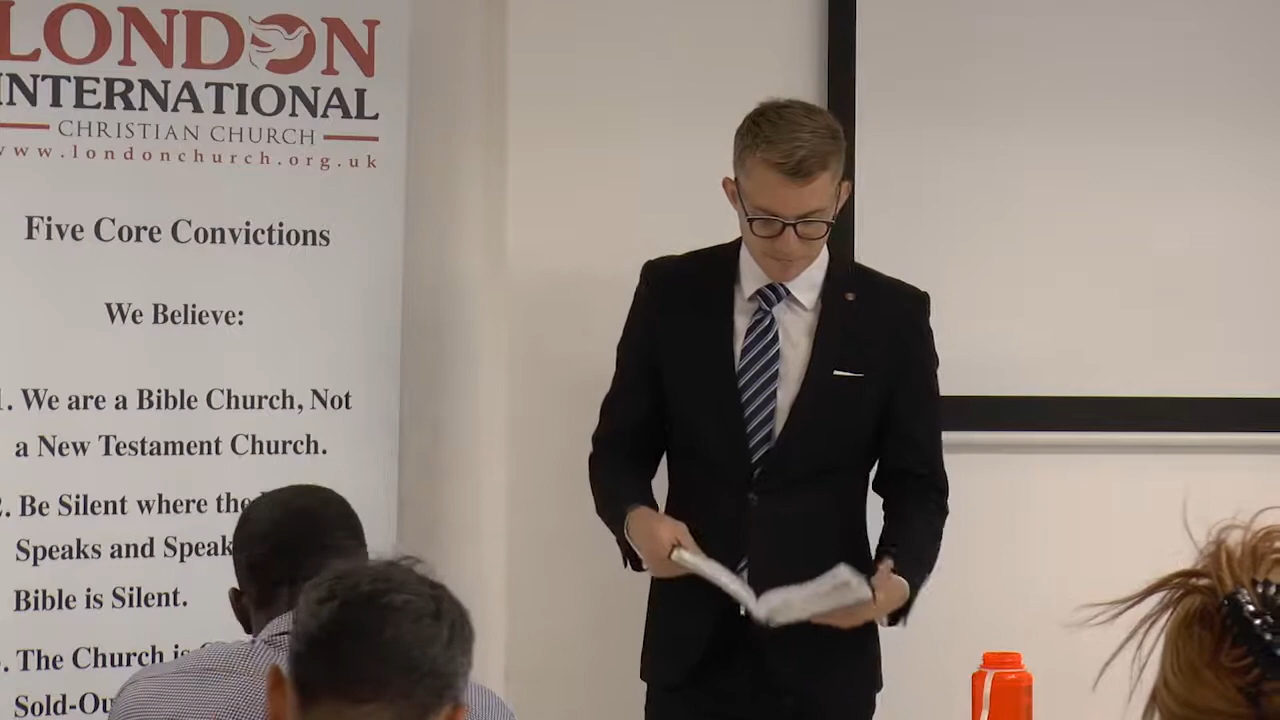 LONDON
INTERNATIONAL
CHRISTIAN CHURCH
www.londonchurch.org.uk
Five Core Convictions
We Believe:
1. We are a Bible Church, Not
a New Testament Church.
2. Be Silent where the
Speaks and Speak
Bible is Silent.
. The Church is
Sold-Ou